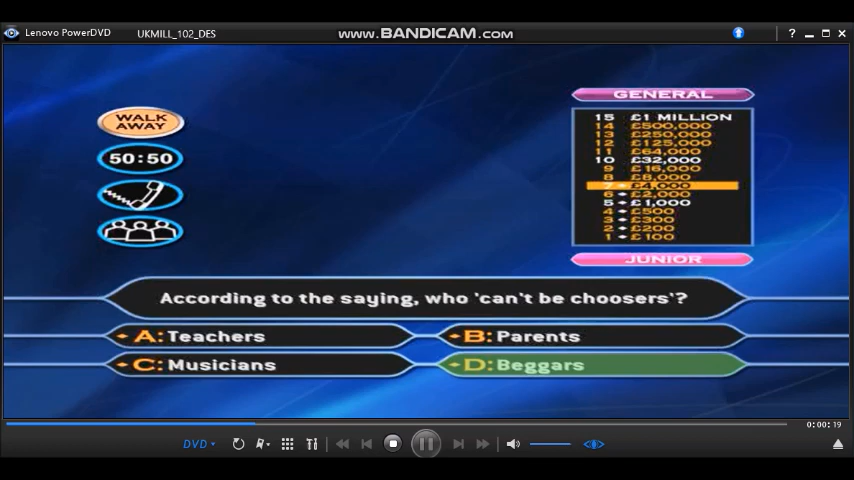 Lenovo PowerDVD
UKMILL_102_DES
www.BANDICAM.com
?
WALK
AWAY
50:50
GENERAL
15 £1 MILLION
14 £500,000
13 £250,000
12 £125,000
11 £64,000
10 £32,000
9 £16,000
8 £8,000
7 £4,000
6 £2,000
5 £1,000
4 £500
3 £300
2 £200
1 £100
JUNIOR
According to the saying, who 'can't be choosers'?
A: Teachers
B: Parents
C: Musicians
D: Beggars
0:00:19
DVD